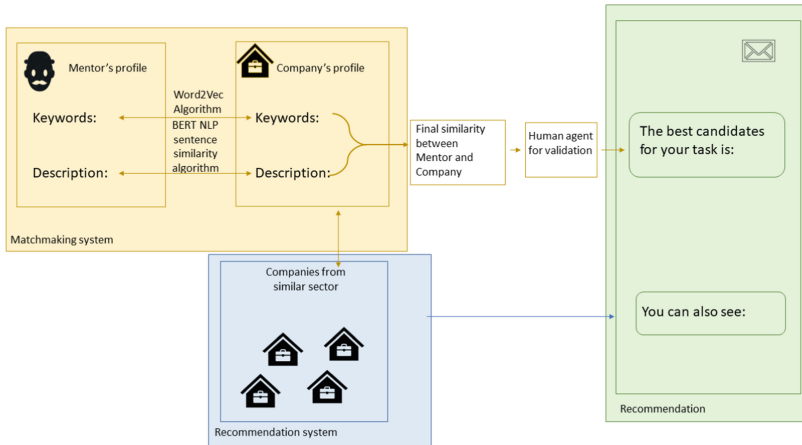 Mentor's profile
Keywords:
Description:
Word2Vec
Algorithm
BERT NLP
sentence
similarity
algorithm
Company's profile
Keywords:
Description:
Matchmaking system
Final similarity
between
Mentor and
Company
Human agent
for validation
The best candidates
for your task is:
You can also see:
Recommendation
Companies from
similar sector
Recommendation system